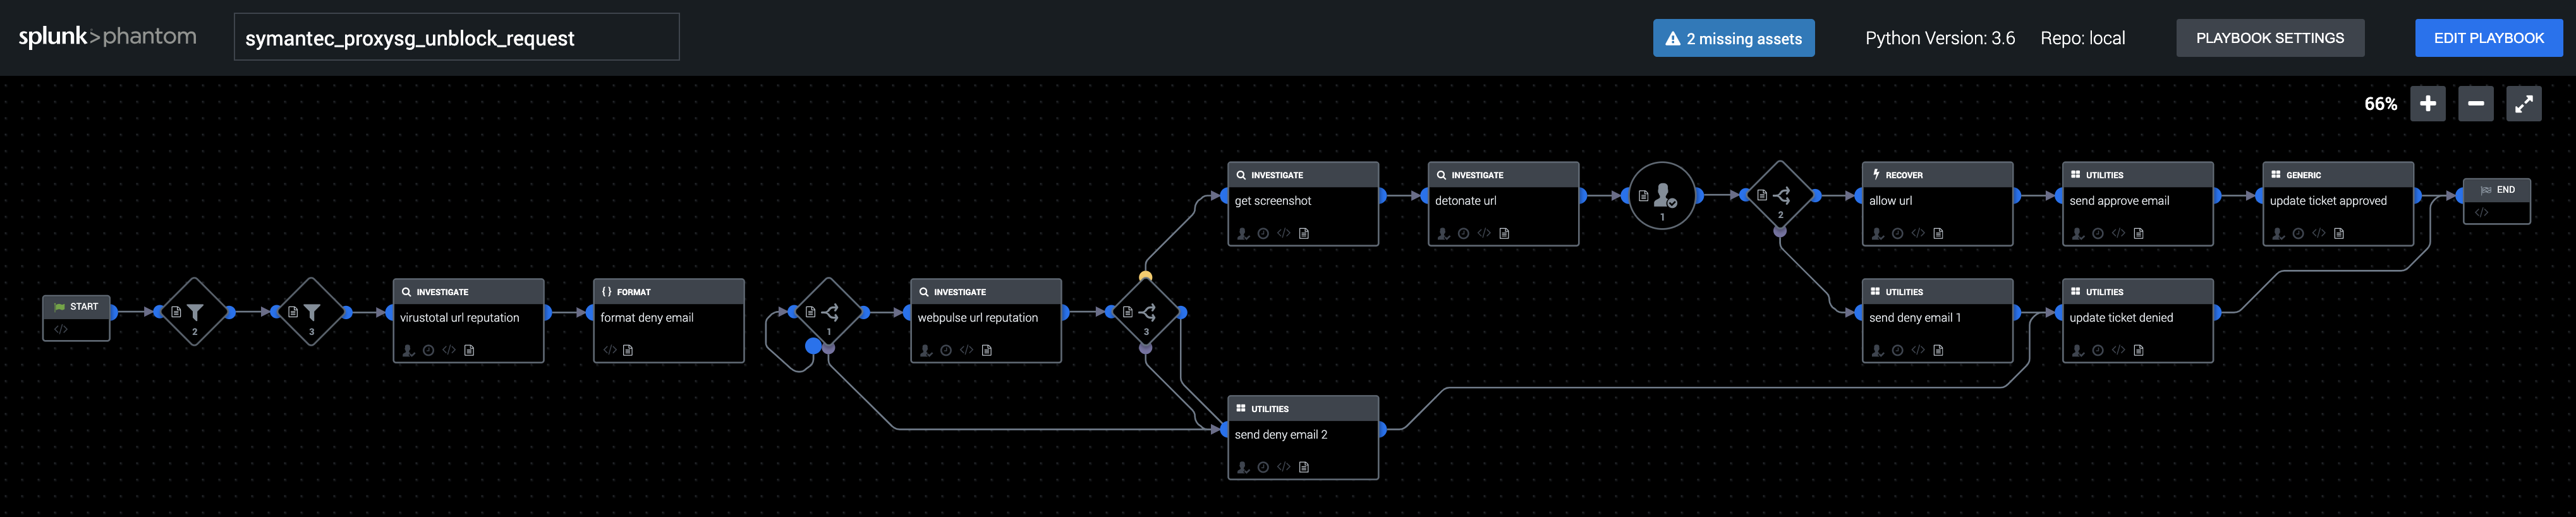 splunk>phantom
symantec_proxysg_unblock_request
2 missing assets
Python Version: 3.6
Repo: local
PLAYBOOK SETTINGS
EDIT PLAYBOOK
66%
START
</>
2
3
INVESTIGATE
virustotal url reputation
</>
{ } FORMAT
format deny email
</>
1
INVESTIGATE
webpulse url reputation
</>
3
INVESTIGATE
get screenshot
</>
INVESTIGATE
detonate url
</>
1
2
RECOVER
allow url
</>
UTILITIES
send approve email
</>
GENERIC
update ticket approved
</>
END
</>
UTILITIES
send deny email 1
</>
UTILITIES
update ticket denied
</>
UTILITIES
send deny email 2
</>